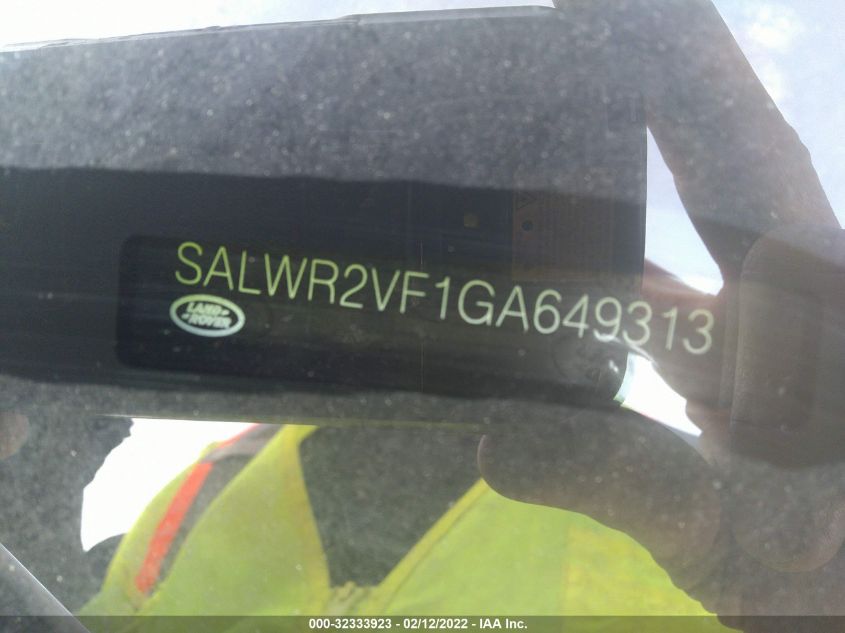 SALWR2VF1GA649313
LAND
ROVER
000-32333923 - 02/12/2022 - IAA Inc.